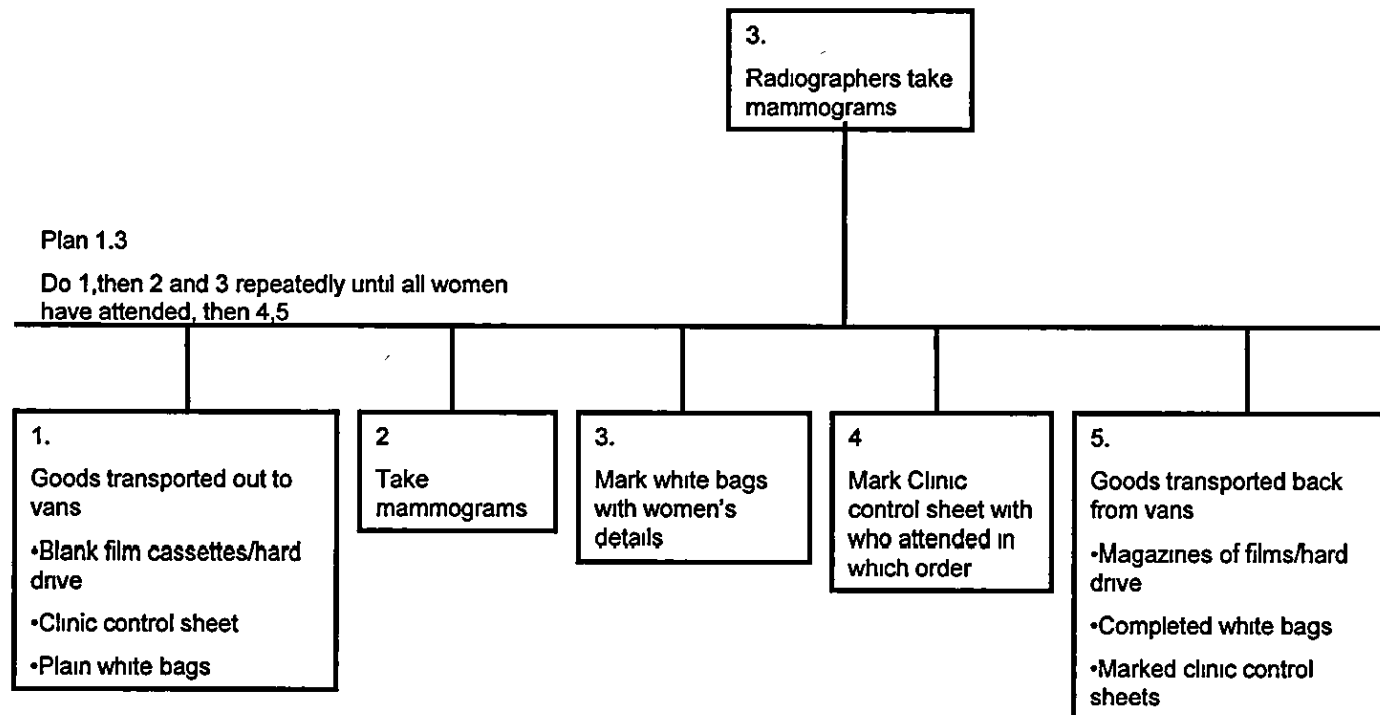 3.
Radiographers take
mammograms
Plan 1.3
Do 1,then 2 and 3 repeatedly until all women
have attended, then 4,5
1.
Goods transported out to
vans
•Blank film cassettes/hard
drive
•Clinic control sheet
•Plain white bags
2
Take
mammograms
3.
Mark white bags
with women's
details
4
Mark Clinic
control sheet with
who attended in
which order
5.
Goods transported back
from vans
•Magazines of films/hard
drive
•Completed white bags
•Marked clinic control
sheets